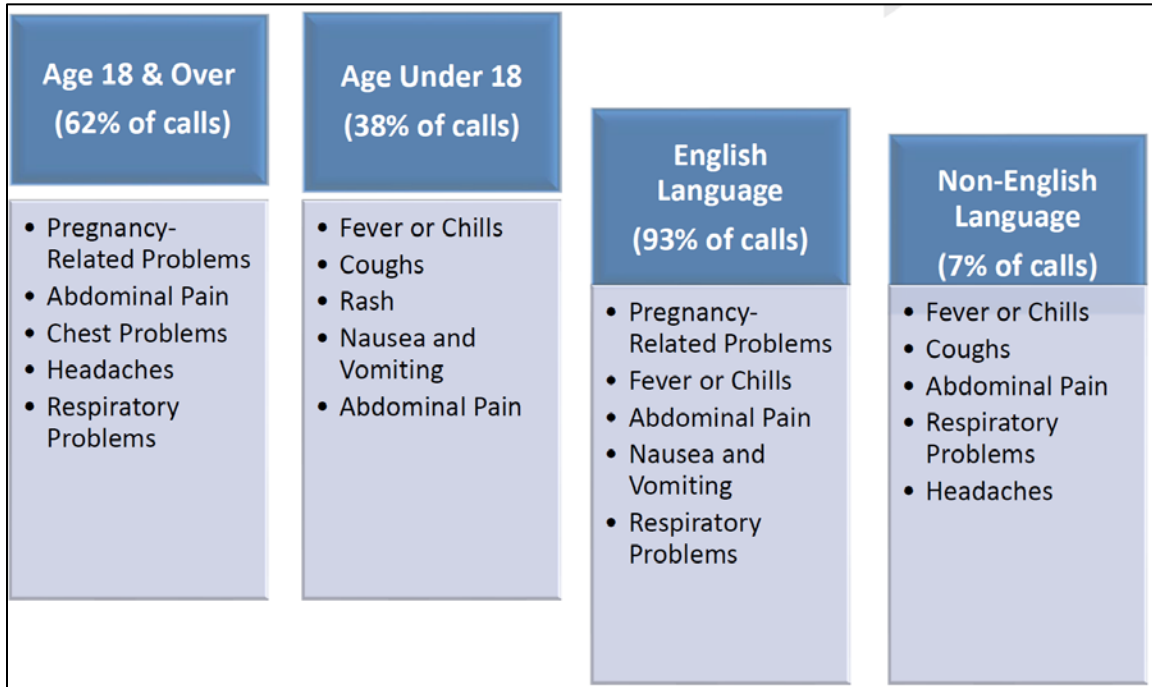 Age 18 & Over
(62% of calls)
• Pregnancy-
Related Problems
• Abdominal Pain
• Chest Problems
• Headaches
• Respiratory
Problems
Age Under 18
(38% of calls)
• Fever or Chills
• Coughs
• Rash
• Nausea and
Vomiting
• Abdominal Pain
English
Language
(93% of calls)
• Pregnancy-
Related Problems
• Fever or Chills
• Abdominal Pain
• Nausea and
Vomiting
• Respiratory
Problems
Non-English
Language
(7% of calls)
• Fever or Chills
• Coughs
• Abdominal Pain
• Respiratory
Problems
• Headaches